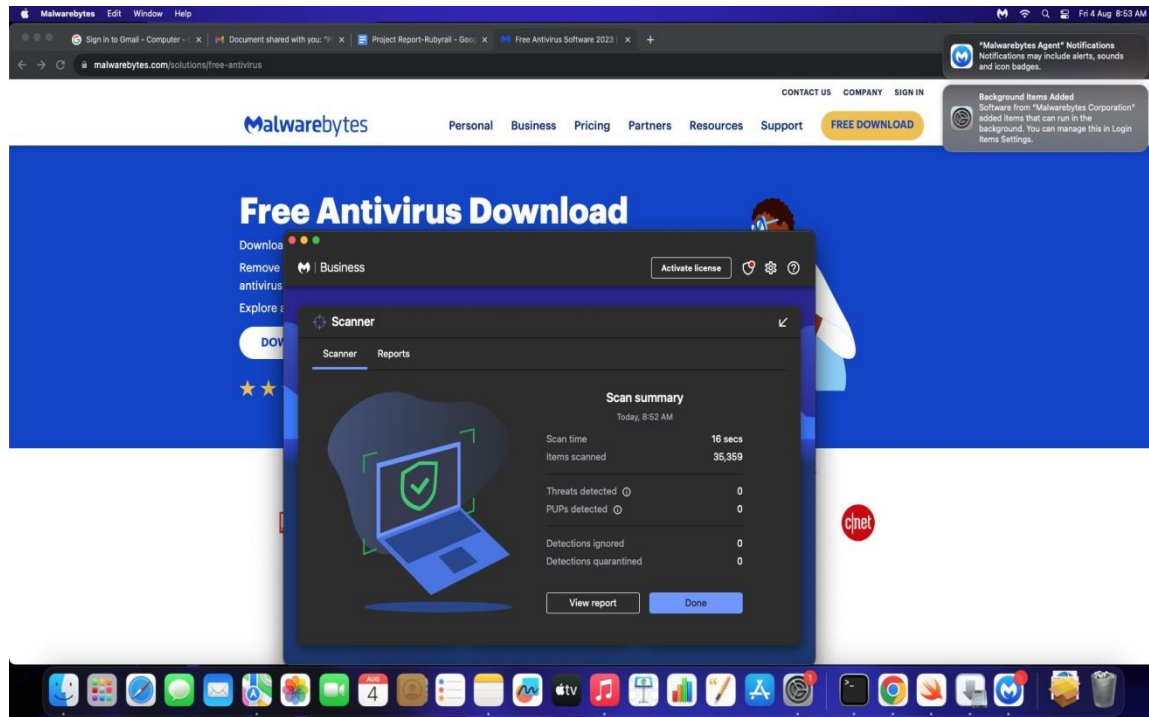 Malwarebytes Edit Window Help
Fri 4 Aug 8:53 AM
Sign in to Gmail - Computer -
Document shared with you: "P
Project Report-Rubyrail - Goo
Free Antivirus Software 2023 |
malwarebytes.com/solutions/free-antivirus
"Malwarebytes Agent" Notifications
Notifications may include alerts, sounds
and icon badges.
Background Items Added
Software from "Malwarebytes Corporation"
added items that can run in the
background. You can manage this in Login
Items Settings.
CONTACT US COMPANY SIGN IN
Malwarebytes
Personal Business Pricing Partners Resources Support FREE DOWNLOAD
Free Antivirus Download
Downloa
Remove
antivirus
Explore a
DOW
Business
Activate license
Scanner
Scanner Reports
Scan summary
Today, 8:52 AM
Scan time 16 secs
Items scanned 35,359
Threats detected 0
PUPs detected 0
Detections ignored 0
Detections quarantined 0
View report Done
c|net
AUG
4
tv